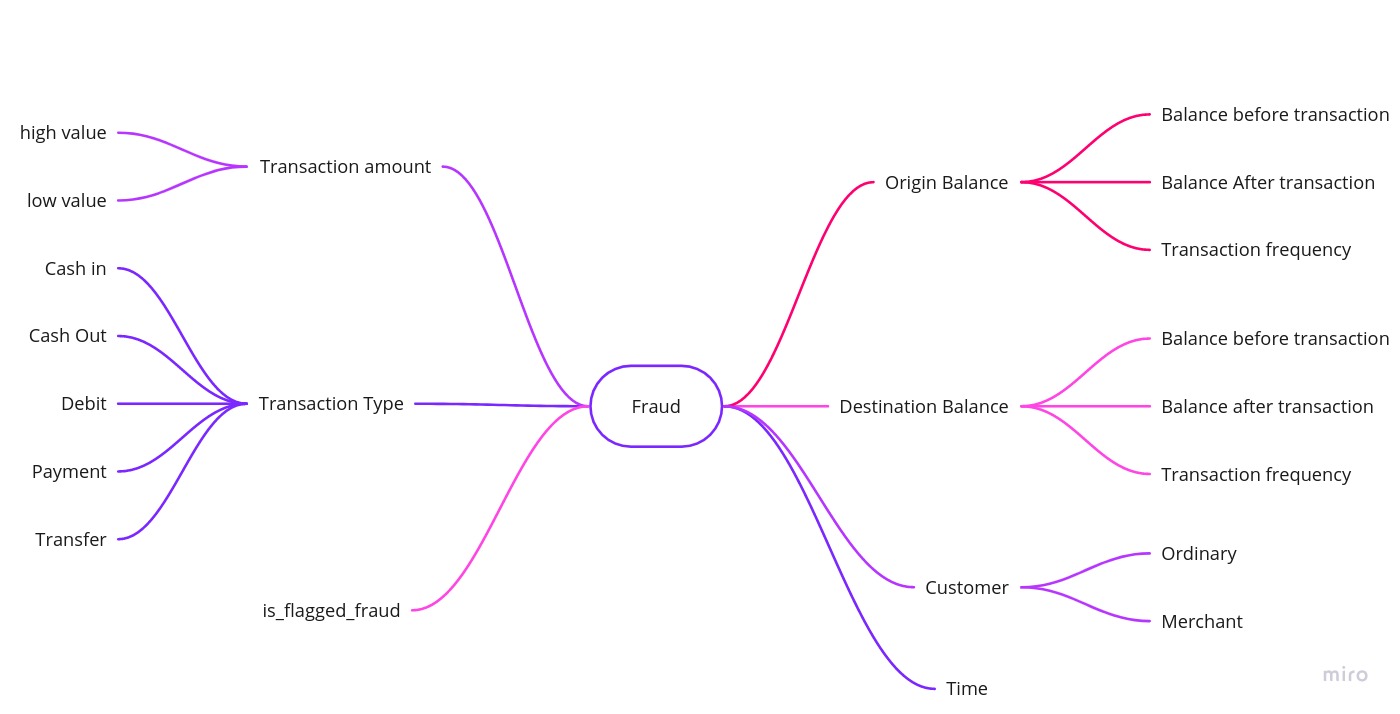 high value
low value
Transaction amount
Cash in
Cash Out
Debit
Payment
Transfer
Transaction Type
is_flagged_fraud
Fraud
Origin Balance
Balance before transaction
Balance After transaction
Transaction frequency
Destination Balance
Balance before transaction
Balance after transaction
Transaction frequency
Customer
Ordinary
Merchant
Time
miro